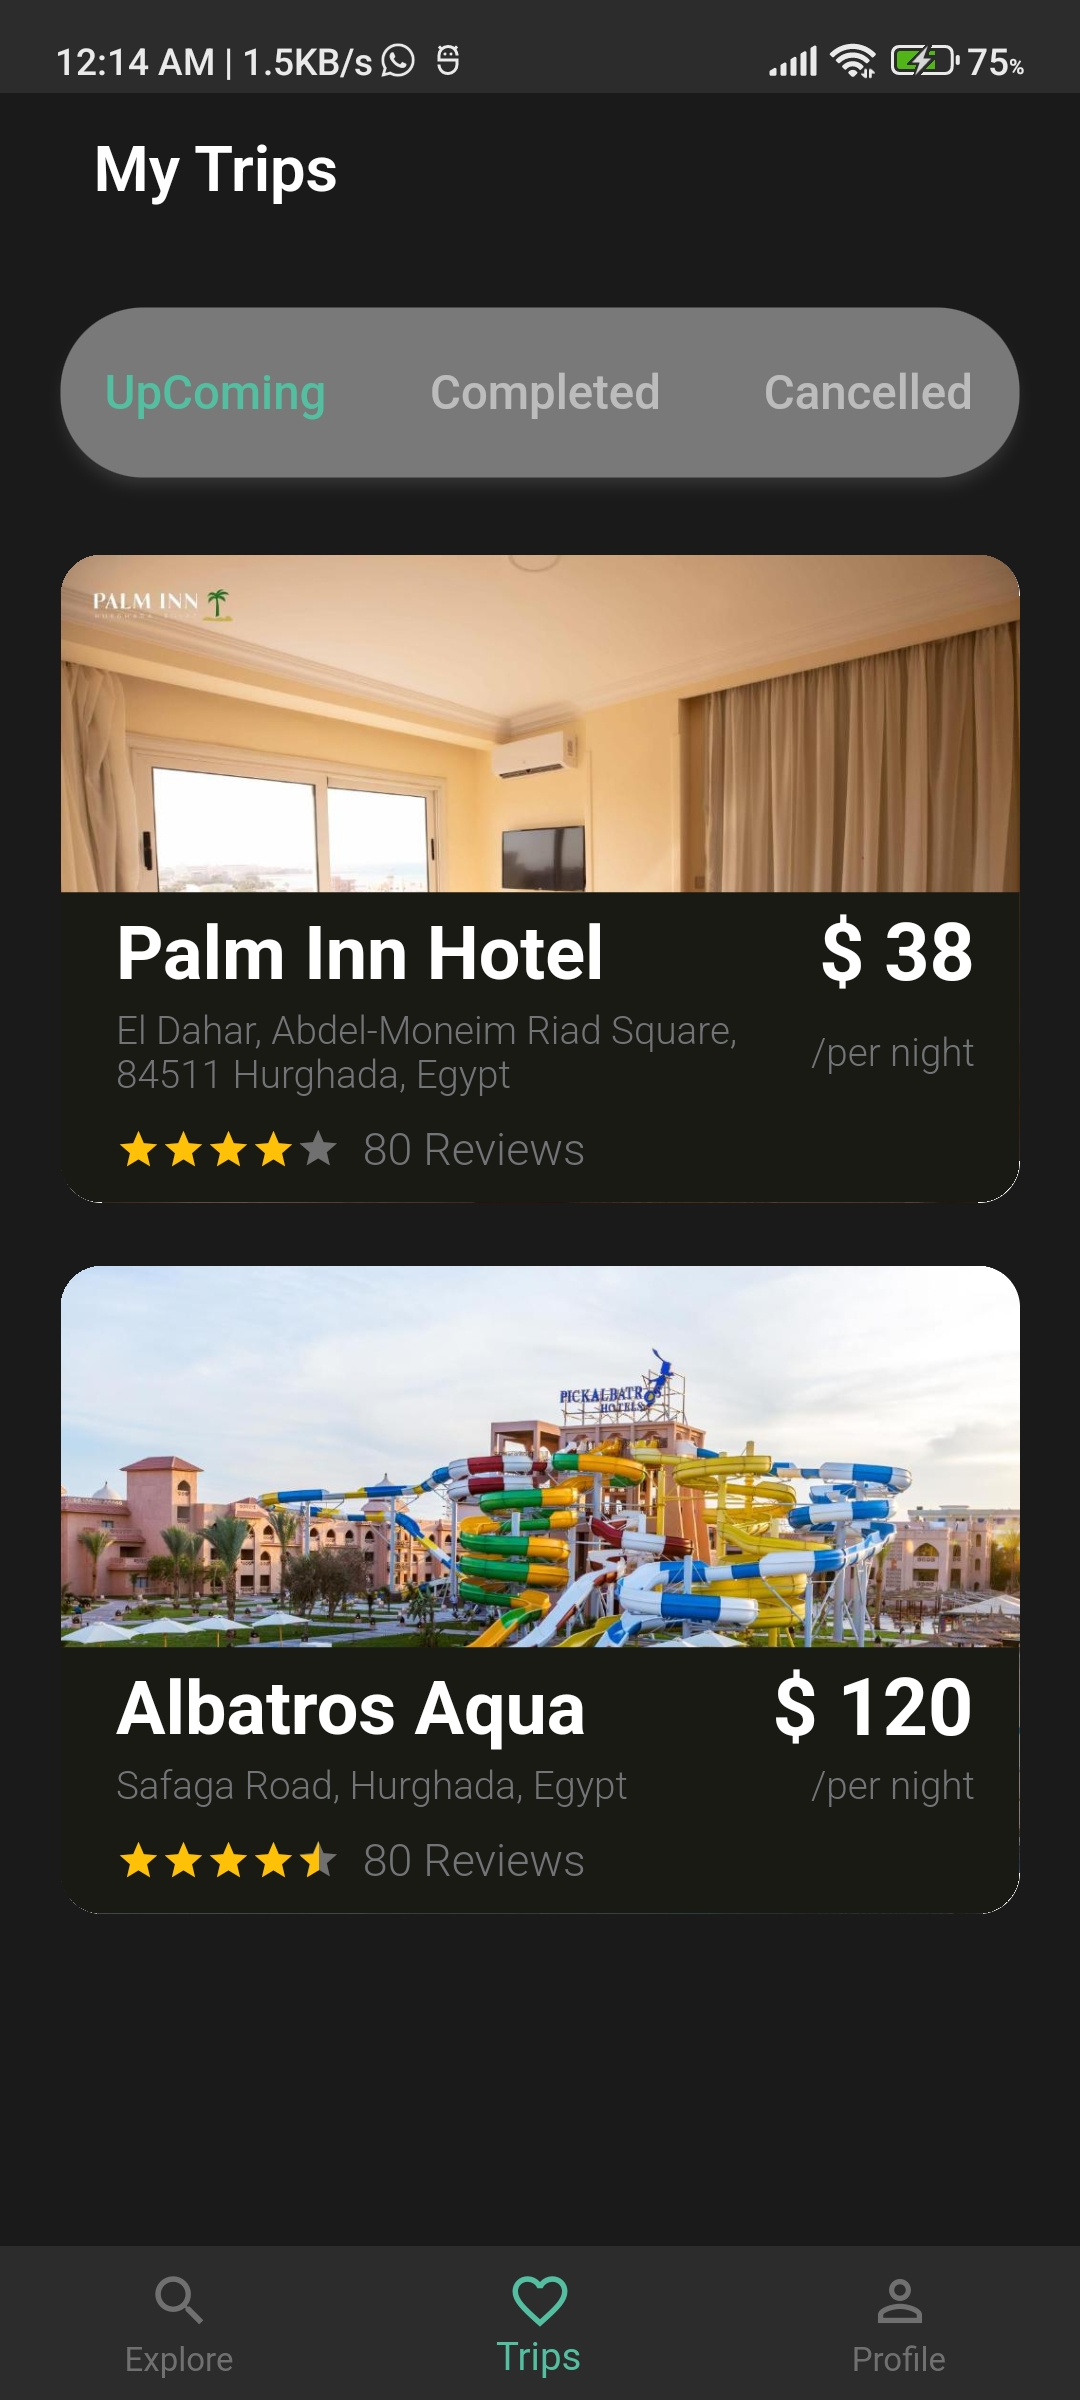 12:14 AM | 1.5KB/s
75%
My Trips
UpComing
Completed
Cancelled
PALM INN
Palm Inn Hotel
$ 38
El Dahar, Abdel-Moneim Riad Square,
84511 Hurghada, Egypt
/per night
80 Reviews
PICKALBATROS
HOTELS
Albatros Aqua
$ 120
Safaga Road, Hurghada, Egypt
/per night
80 Reviews
Explore
Trips
Profile